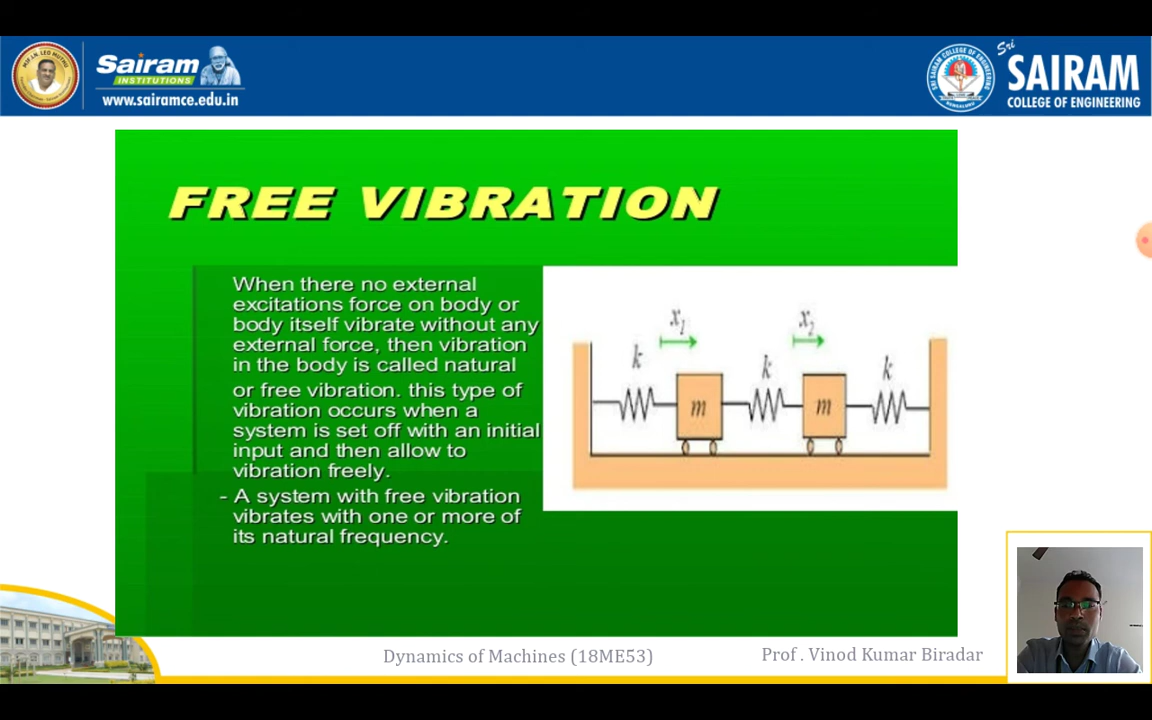 Sairam
INSTITUTIONS
www.sairamce.edu.in
Sri
SAIRAM
COLLEGE OF ENGINEERING
FREE VIBRATION
When there no external
excitations force on body or
body itself vibrate without any
external force, then vibration
in the body is called natural
or free vibration. this type of
vibration occurs when a
system is set off with an initial
input and then allow to
vibration freely.
- A system with free vibration
vibrates with one or more of
its natural frequency.
x1
x2
k
k
k
m
m
Dynamics of Machines (18ME53)
Prof . Vinod Kumar Biradar